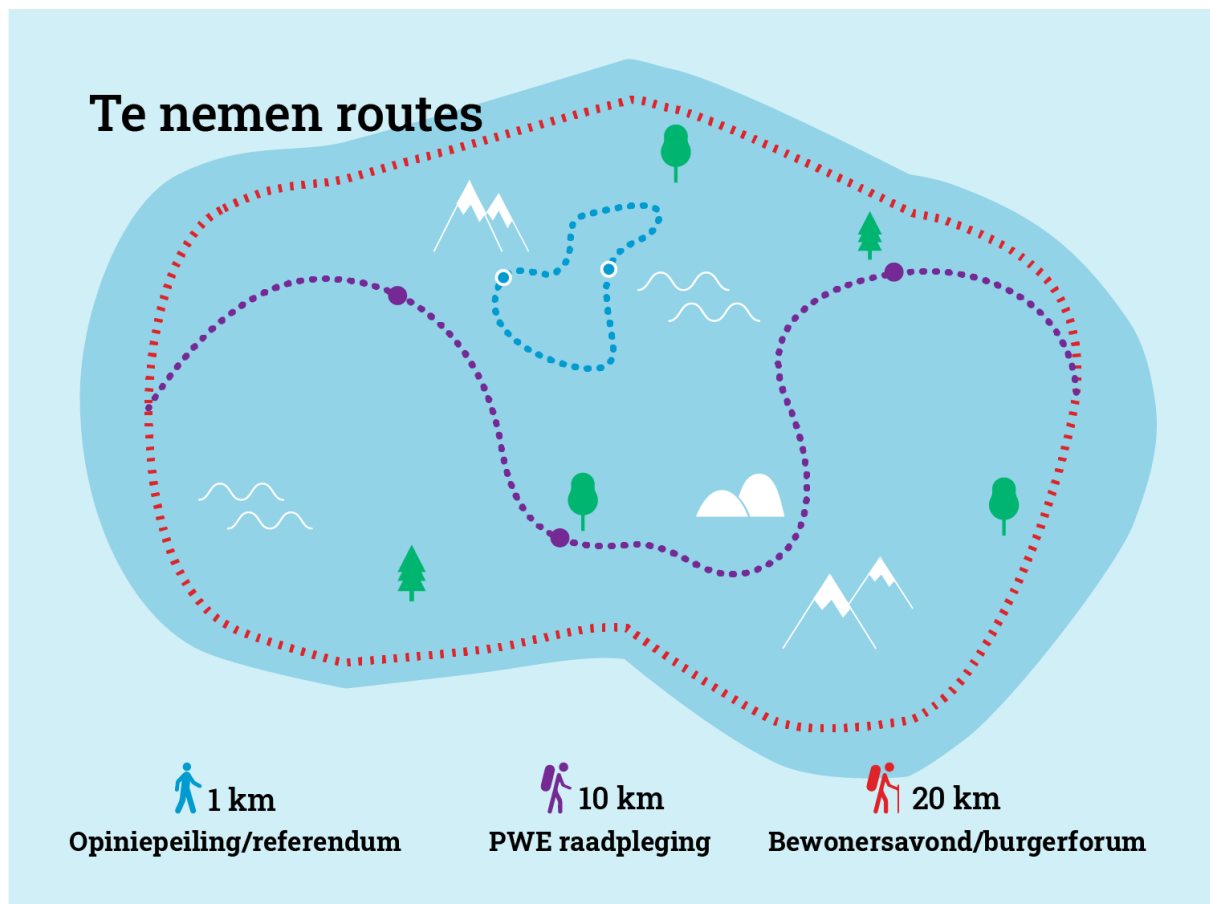 Te nemen routes
1 km
Opiniepeiling/referendum
10 km
PWE raadpleging
20 km
Bewonersavond/burgerforum